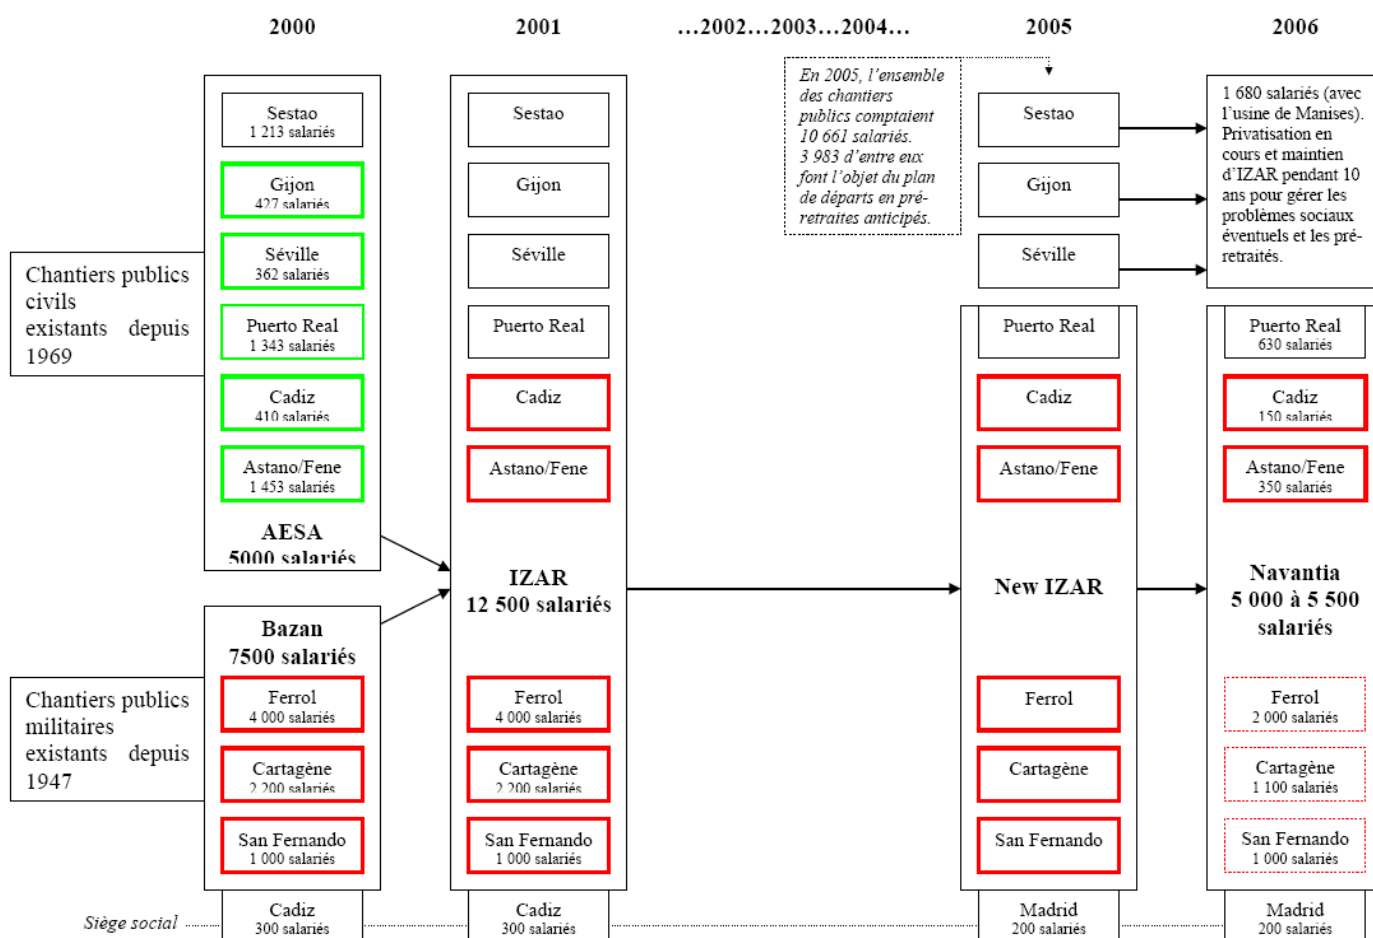 2000
2001
…2002…2003…2004…
2005
2006
Chantiers publics
civils
existants depuis
1969
Sestao
1 213 salariés
Gijon
427 salariés
Séville
362 salariés
Puerto Real
1 343 salariés
Cadiz
410 salariés
Astano/Fene
1 453 salariés
AESA
5000 salariés
Chantiers publics
militaires
existants depuis
1947
Bazan
7500 salariés
Ferrol
4 000 salariés
Cartagène
2 200 salariés
San Fernando
1 000 salariés
Siège social
Cadiz
300 salariés
Sestao
Gijon
Séville
Puerto Real
Cadiz
Astano/Fene
IZAR
12 500 salariés
Ferrol
4 000 salariés
Cartagène
2 200 salariés
San Fernando
1 000 salariés
Cadiz
300 salariés
En 2005, l’ensemble
des chantiers
publics comptaient
10 661 salariés.
3 983 d’entre eux
font l’objet du plan
de départs en pré-
retraites anticipés.
Sestao
Gijon
Séville
Puerto Real
Cadiz
Astano/Fene
New IZAR
Ferrol
Cartagène
San Fernando
Madrid
200 salariés
1 680 salariés (avec
l’usine de Manises).
Privatisation en
cours et maintien
d’IZAR pendant 10
ans pour gérer les
problèmes sociaux
éventuels et les pré-
retraités.
Puerto Real
630 salariés
Cadiz
150 salariés
Astano/Fene
350 salariés
Navantia
5 000 à 5 500
salariés
Ferrol
2 000 salariés
Cartagène
1 100 salariés
San Fernando
1 000 salariés
Madrid
200 salariés